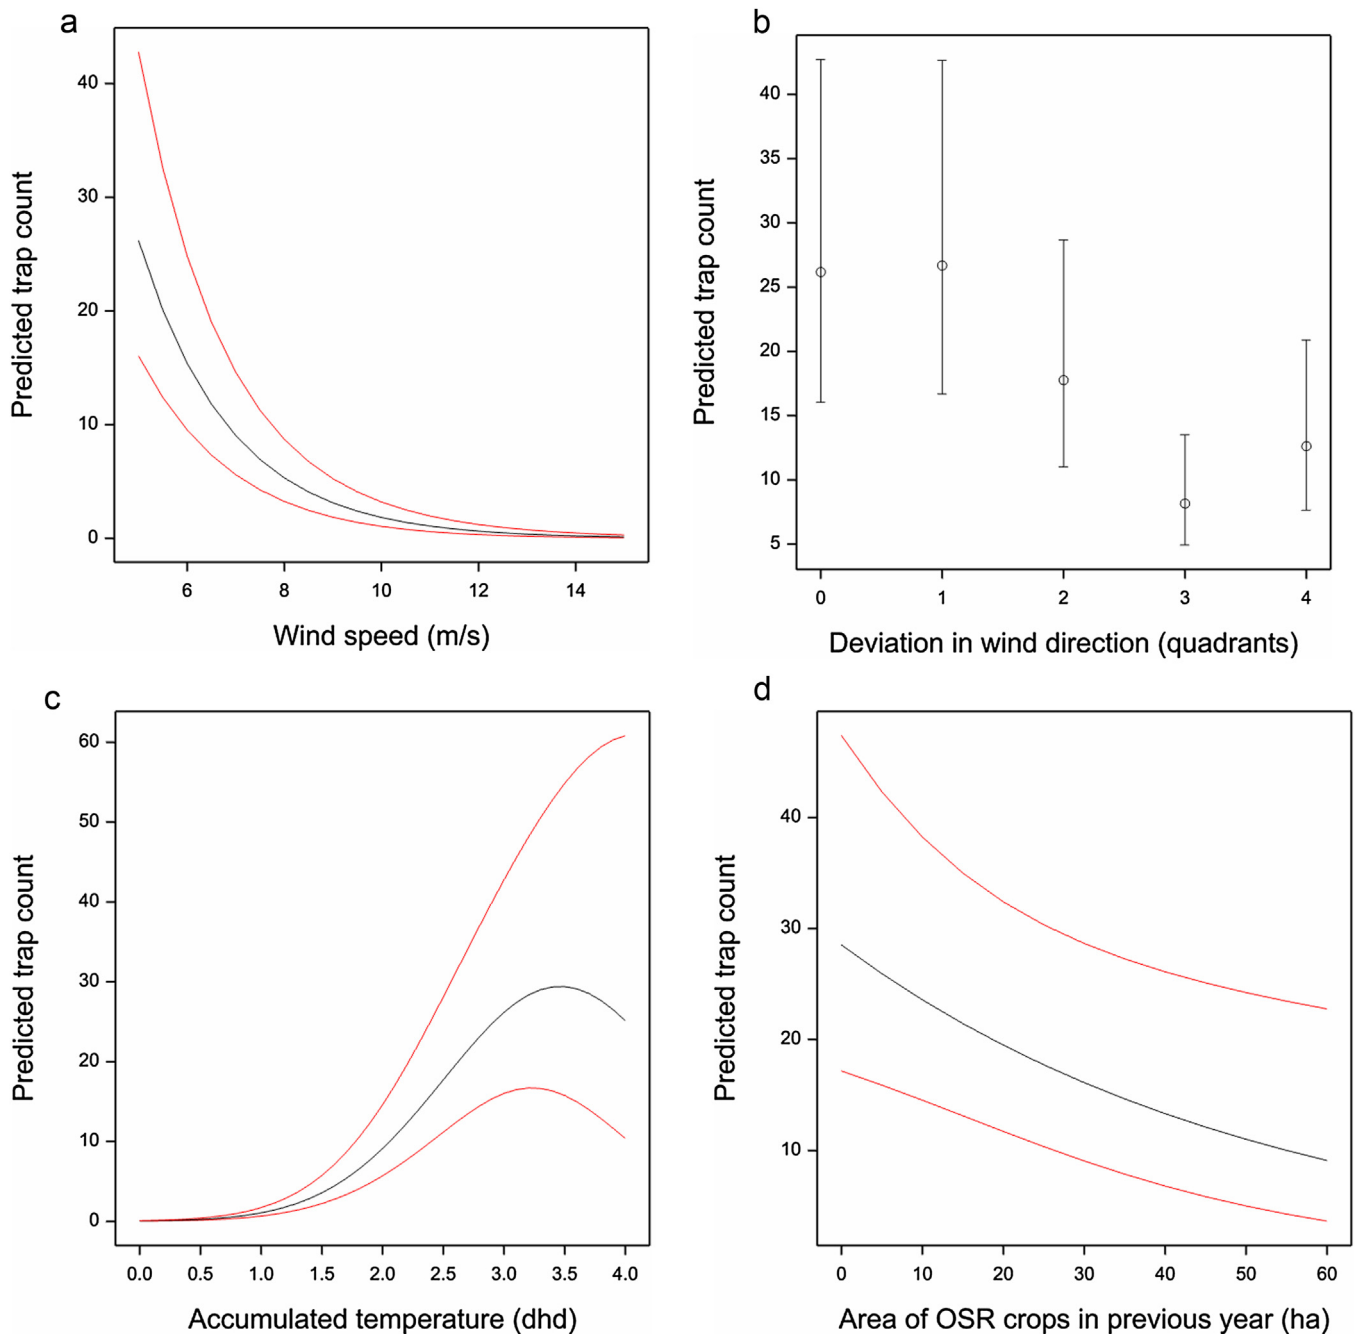 a
40
30
20
10
0
Predicted trap count
6 8 10 12 14
Wind speed (m/s)
b
40
35
30
25
20
15
10
5
Predicted trap count
0 1 2 3 4
Deviation in wind direction (quadrants)
c
60
50
40
30
20
10
0
Predicted trap count
0.0 0.5 1.0 1.5 2.0 2.5 3.0 3.5 4.0
Accumulated temperature (dhd)
d
40
30
20
10
Predicted trap count
0 10 20 30 40 50 60
Area of OSR crops in previous year (ha)